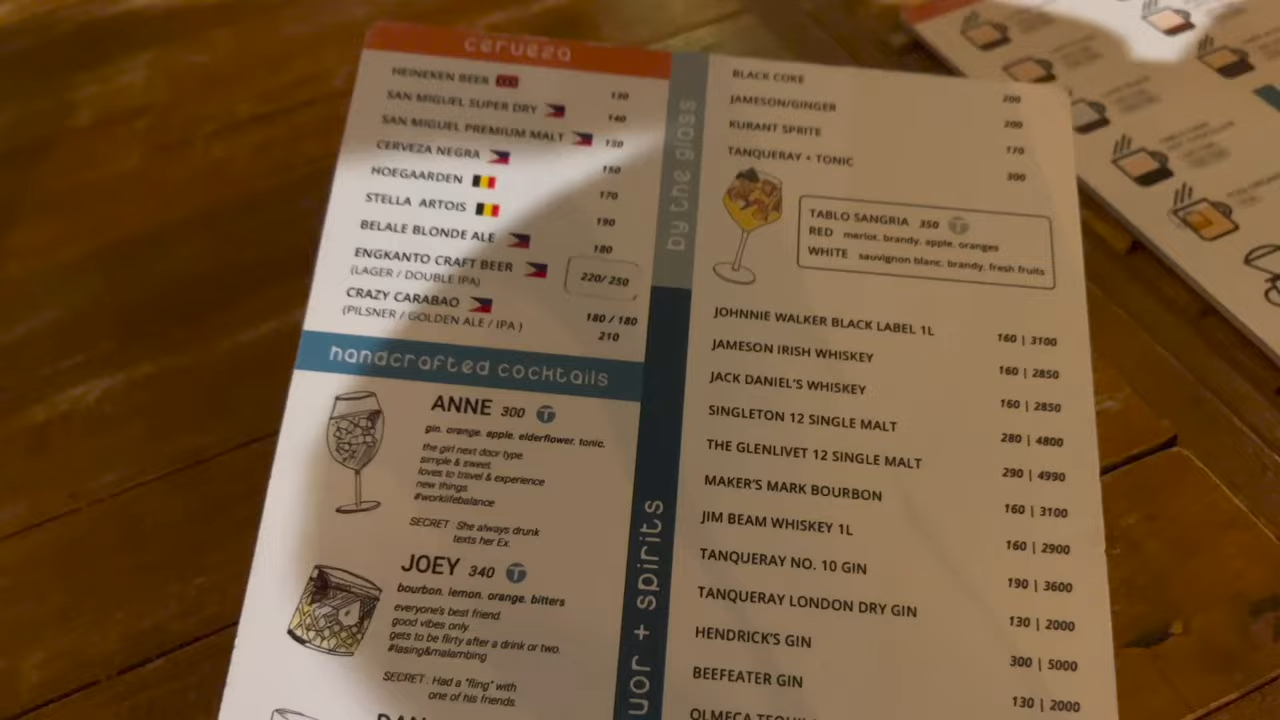 cerveza
HEINEKEN BEER 130
SAN MIGUEL SUPER DRY 140
SAN MIGUEL PREMIUM MALT
CERVEZA NEGRA 150
HOEGAARDEN 170
STELLA ARTOIS 190
BELALE BLONDE ALE 180
ENGKANTO CRAFT BEER 220/ 250
(LAGER / DOUBLE IPA)
CRAZY CARABAO 180 / 180
(PILSNER / GOLDEN ALE / IPA ) 210
handcrafted cocktails
ANNE 300 T
gin. orange. apple. elderflower. tonic.
the girl next door type.
simple & sweet.
loves to travel & experience
new things.
#worklifebalance
SECRET : She always drunk
texts her Ex.
JOEY 340 T
bourbon. lemon. orange. bitters
everyone's best friend.
good vibes only.
gets to be flirty after a drink or two.
#lasing&malambing
SECRET : Had a "fling" with
one of his friends.
by the glass
BLACK COKE 200
JAMESON/GINGER 200
KURANT SPRITE 170
TANQUERAY + TONIC 300
TABLO SANGRIA 350 T
RED merlot. brandy. apple. oranges
WHITE sauvignon blanc. brandy. fresh fruits
uor + spirits
JOHNNIE WALKER BLACK LABEL 1L 160 | 3100
JAMESON IRISH WHISKEY 160 | 2850
JACK DANIEL'S WHISKEY 160 | 2850
SINGLETON 12 SINGLE MALT 280 | 4800
THE GLENLIVET 12 SINGLE MALT 290 | 4990
MAKER'S MARK BOURBON 160 | 3100
JIM BEAM WHISKEY 1L 160 | 2900
TANQUERAY NO. 10 GIN 190 | 3600
TANQUERAY LONDON DRY GIN 130 | 2000
HENDRICK'S GIN 300 | 5000
BEEFEATER GIN 130 | 2000